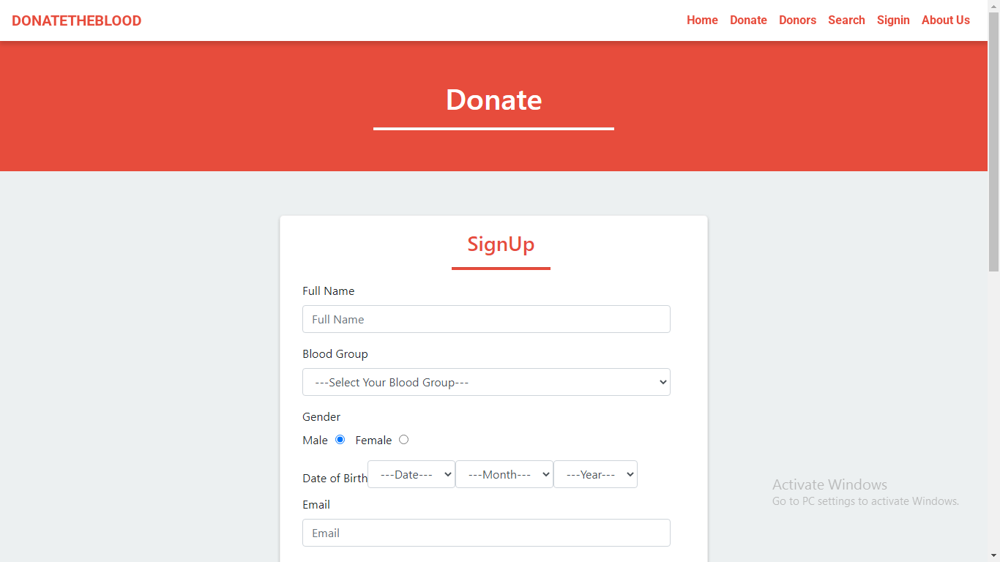 DONATETHEBLOOD Home Donate Donors Search Signin About Us
Donate
SignUp
Full Name
Full Name
Blood Group
---Select Your Blood Group---
Gender
Male Female
Date of Birth ---Date--- ---Month--- ---Year---
Email
Email
Activate Windows
Go to PC settings to activate Windows.